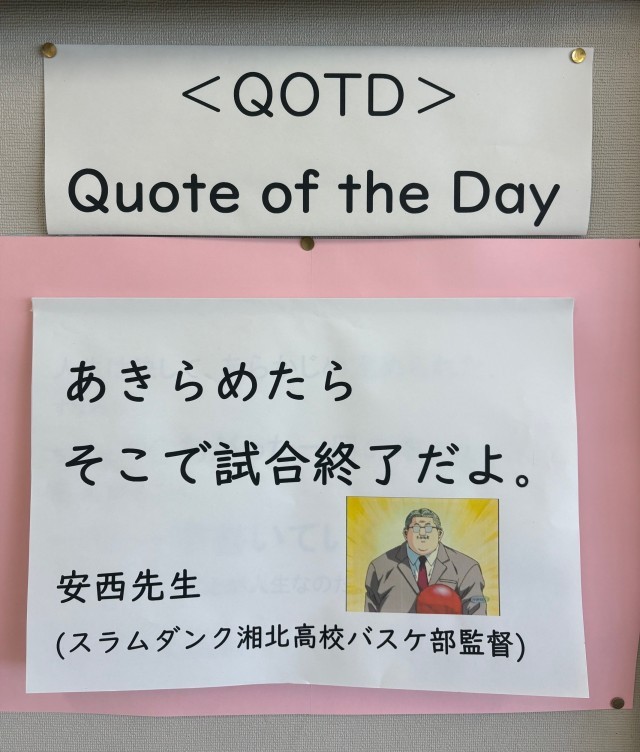 ＜QOTD＞
Quote of the Day
あきらめたら
そこで試合終了だよ。
安西先生
(スラムダンク湘北高校バスケ部監督)